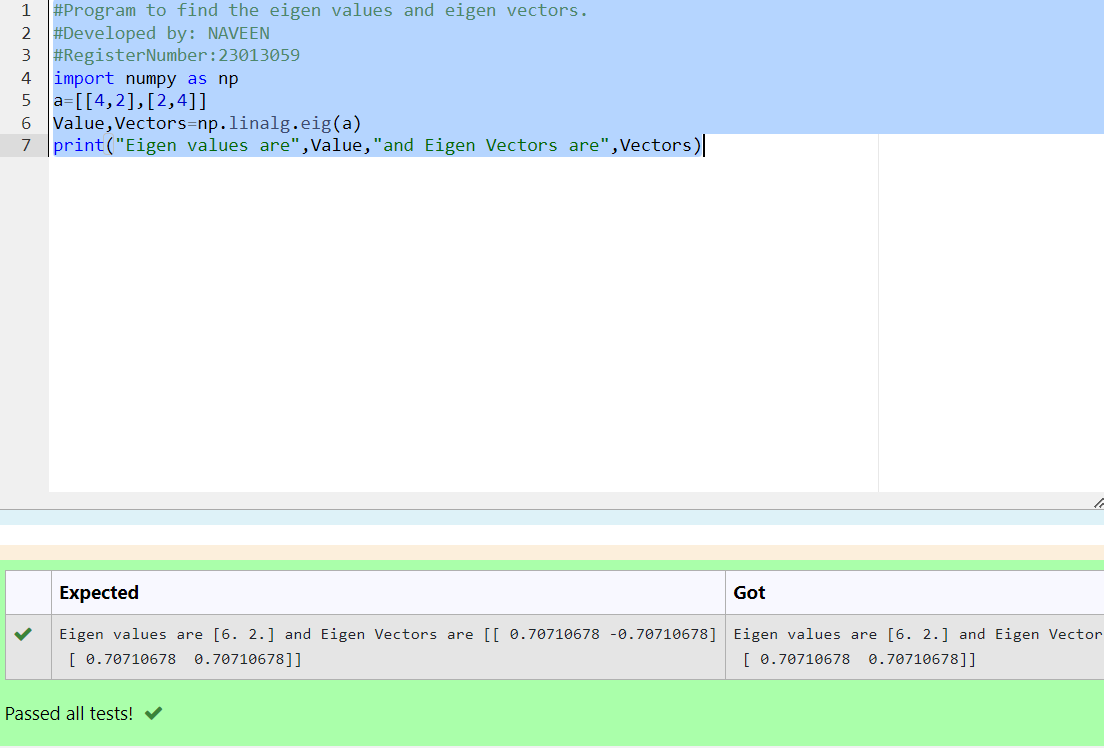 1 #Program to find the eigen values and eigen vectors.
2 #Developed by: NAVEEN
3 #RegisterNumber:23013059
4 import numpy as np
5 a=[[4,2],[2,4]]
6 Value,Vectors=np.linalg.eig(a)
7 print("Eigen values are",Value,"and Eigen Vectors are",Vectors)
Expected Got
Eigen values are [6. 2.] and Eigen Vectors are [[ 0.70710678 -0.70710678] Eigen values are [6. 2.] and Eigen Vector
[ 0.70710678  0.70710678]] [ 0.70710678  0.70710678]]
Passed all tests!